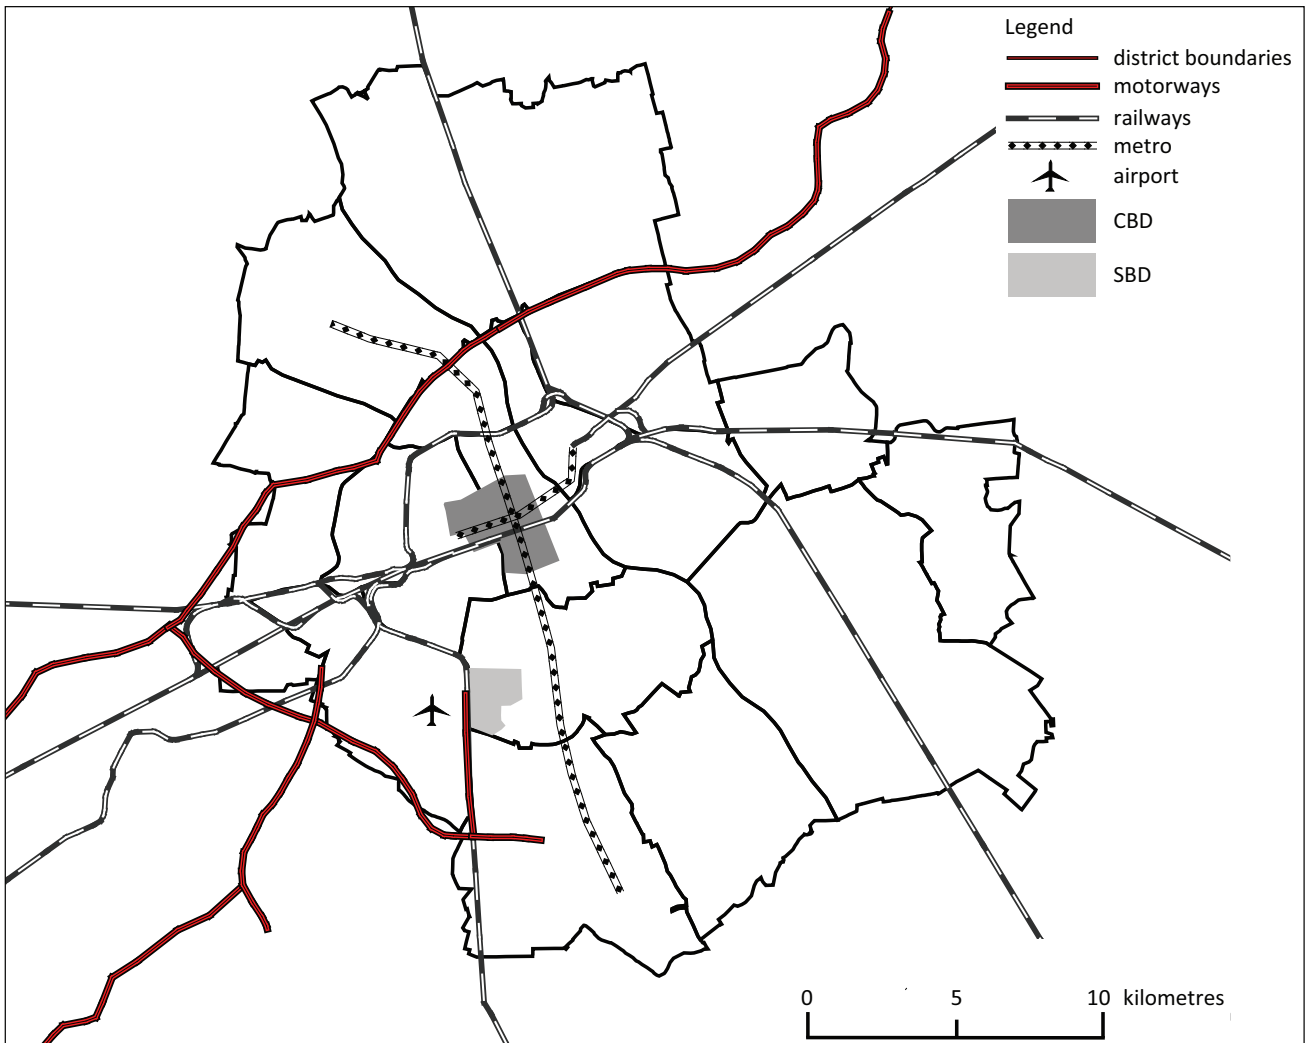 Legend
district boundaries
motorways
railways
metro
airport
CBD
SBD
0 5 10 kilometres